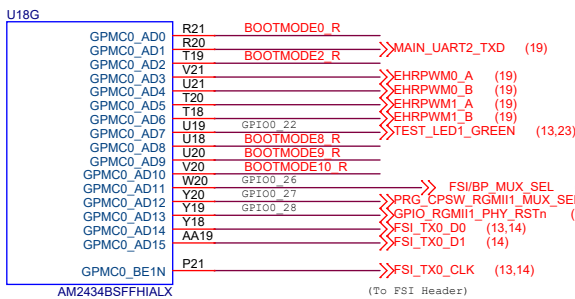 U18G
GPMC0_AD0 R21 BOOTMODE0_R
GPMC0_AD1 R20 MAIN_UART2_TXD (19)
GPMC0_AD2 T19 BOOTMODE2_R
GPMC0_AD3 V21 EHRPWM0_A (19)
GPMC0_AD4 U21 EHRPWM0_B (19)
GPMC0_AD5 T20 EHRPWM1_A (19)
GPMC0_AD6 T18 EHRPWM1_B (19)
GPMC0_AD7 U19 GPIO0_22 TEST_LED1_GREEN (13,23)
GPMC0_AD8 U18 BOOTMODE8_R
GPMC0_AD9 U20 BOOTMODE9_R
GPMC0_AD10 V20 BOOTMODE10_R
GPMC0_AD11 W20 GPIO0_26 FSI/BP_MUX_SEL
GPMC0_AD12 Y20 GPIO0_27 PRG_CPSW_RGMII1_MUX_SEL
GPMC0_AD13 Y19 GPIO0_28 GPIO_RGMII1_PHY_RSTn (
GPMC0_AD14 Y18 FSI_TX0_D0 (13,14)
GPMC0_AD15 AA19 FSI_TX0_D1 (14)
GPMC0_BE1N P21 FSI_TX0_CLK (13,14)
AM2434BSFFHIALX (To FSI Header)